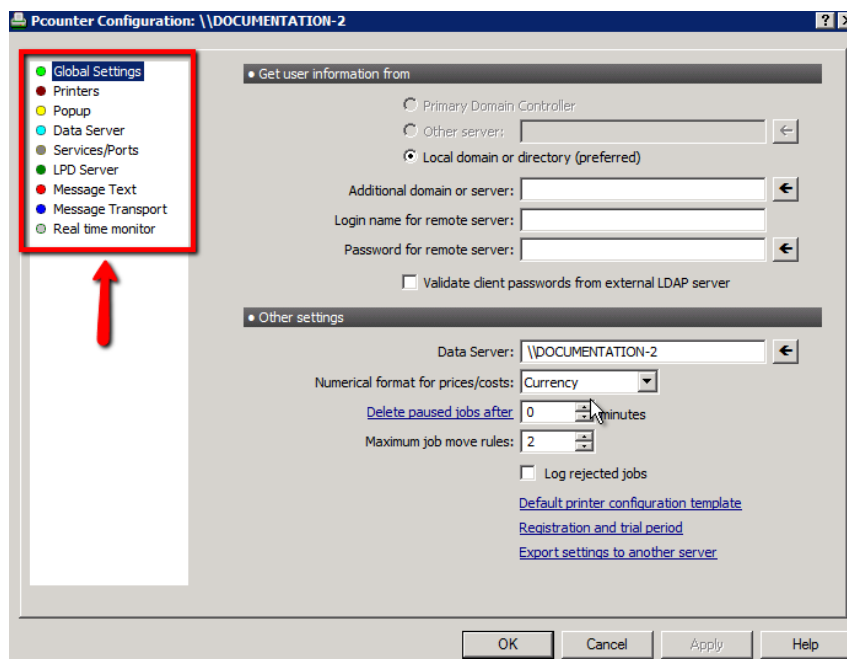 Pcounter Configuration: \\DOCUMENTATION-2
Global Settings
Printers
Popup
Data Server
Services/Ports
LPD Server
Message Text
Message Transport
Real time monitor
• Get user information from
Primary Domain Controller
Other server:
Local domain or directory (preferred)
Additional domain or server:
Login name for remote server:
Password for remote server:
Validate client passwords from external LDAP server
• Other settings
Data Server: \\DOCUMENTATION-2
Numerical format for prices/costs: Currency
Delete paused jobs after 0 minutes
Maximum job move rules: 2
Log rejected jobs
Default printer configuration template
Registration and trial period
Export settings to another server
OK Cancel Apply Help